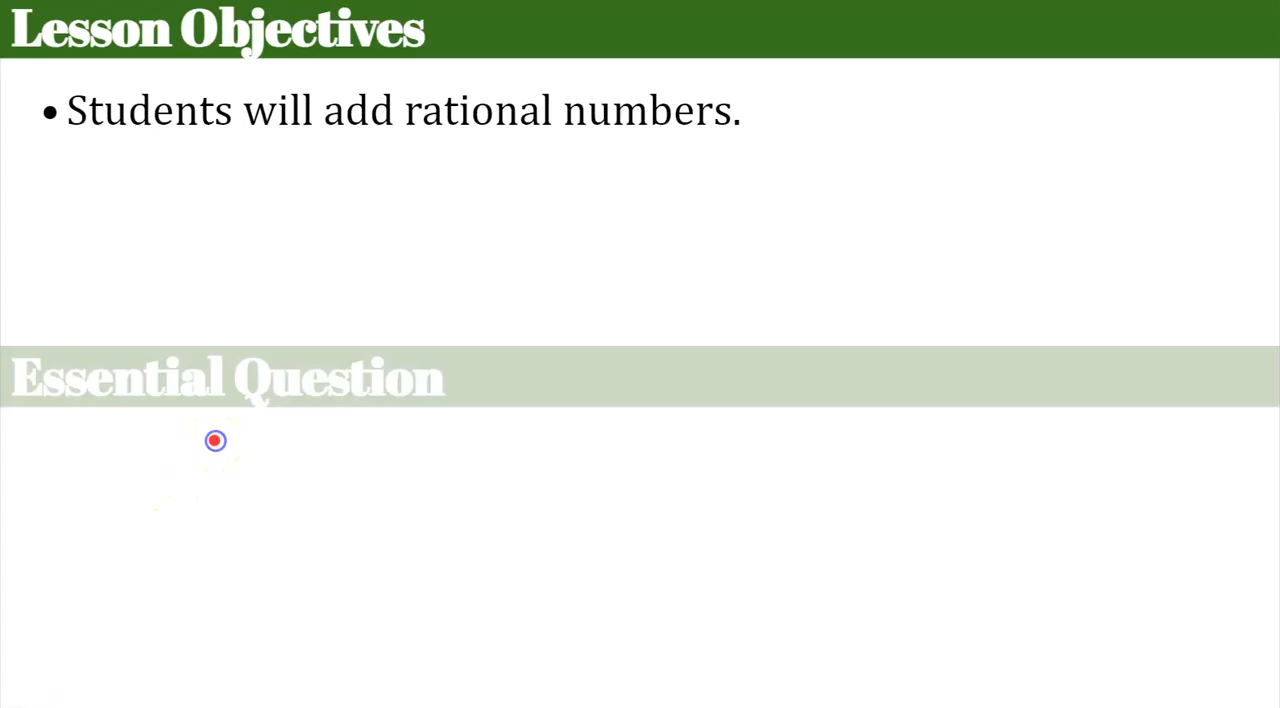 Lesson Objectives
• Students will add rational numbers.
Essential Question